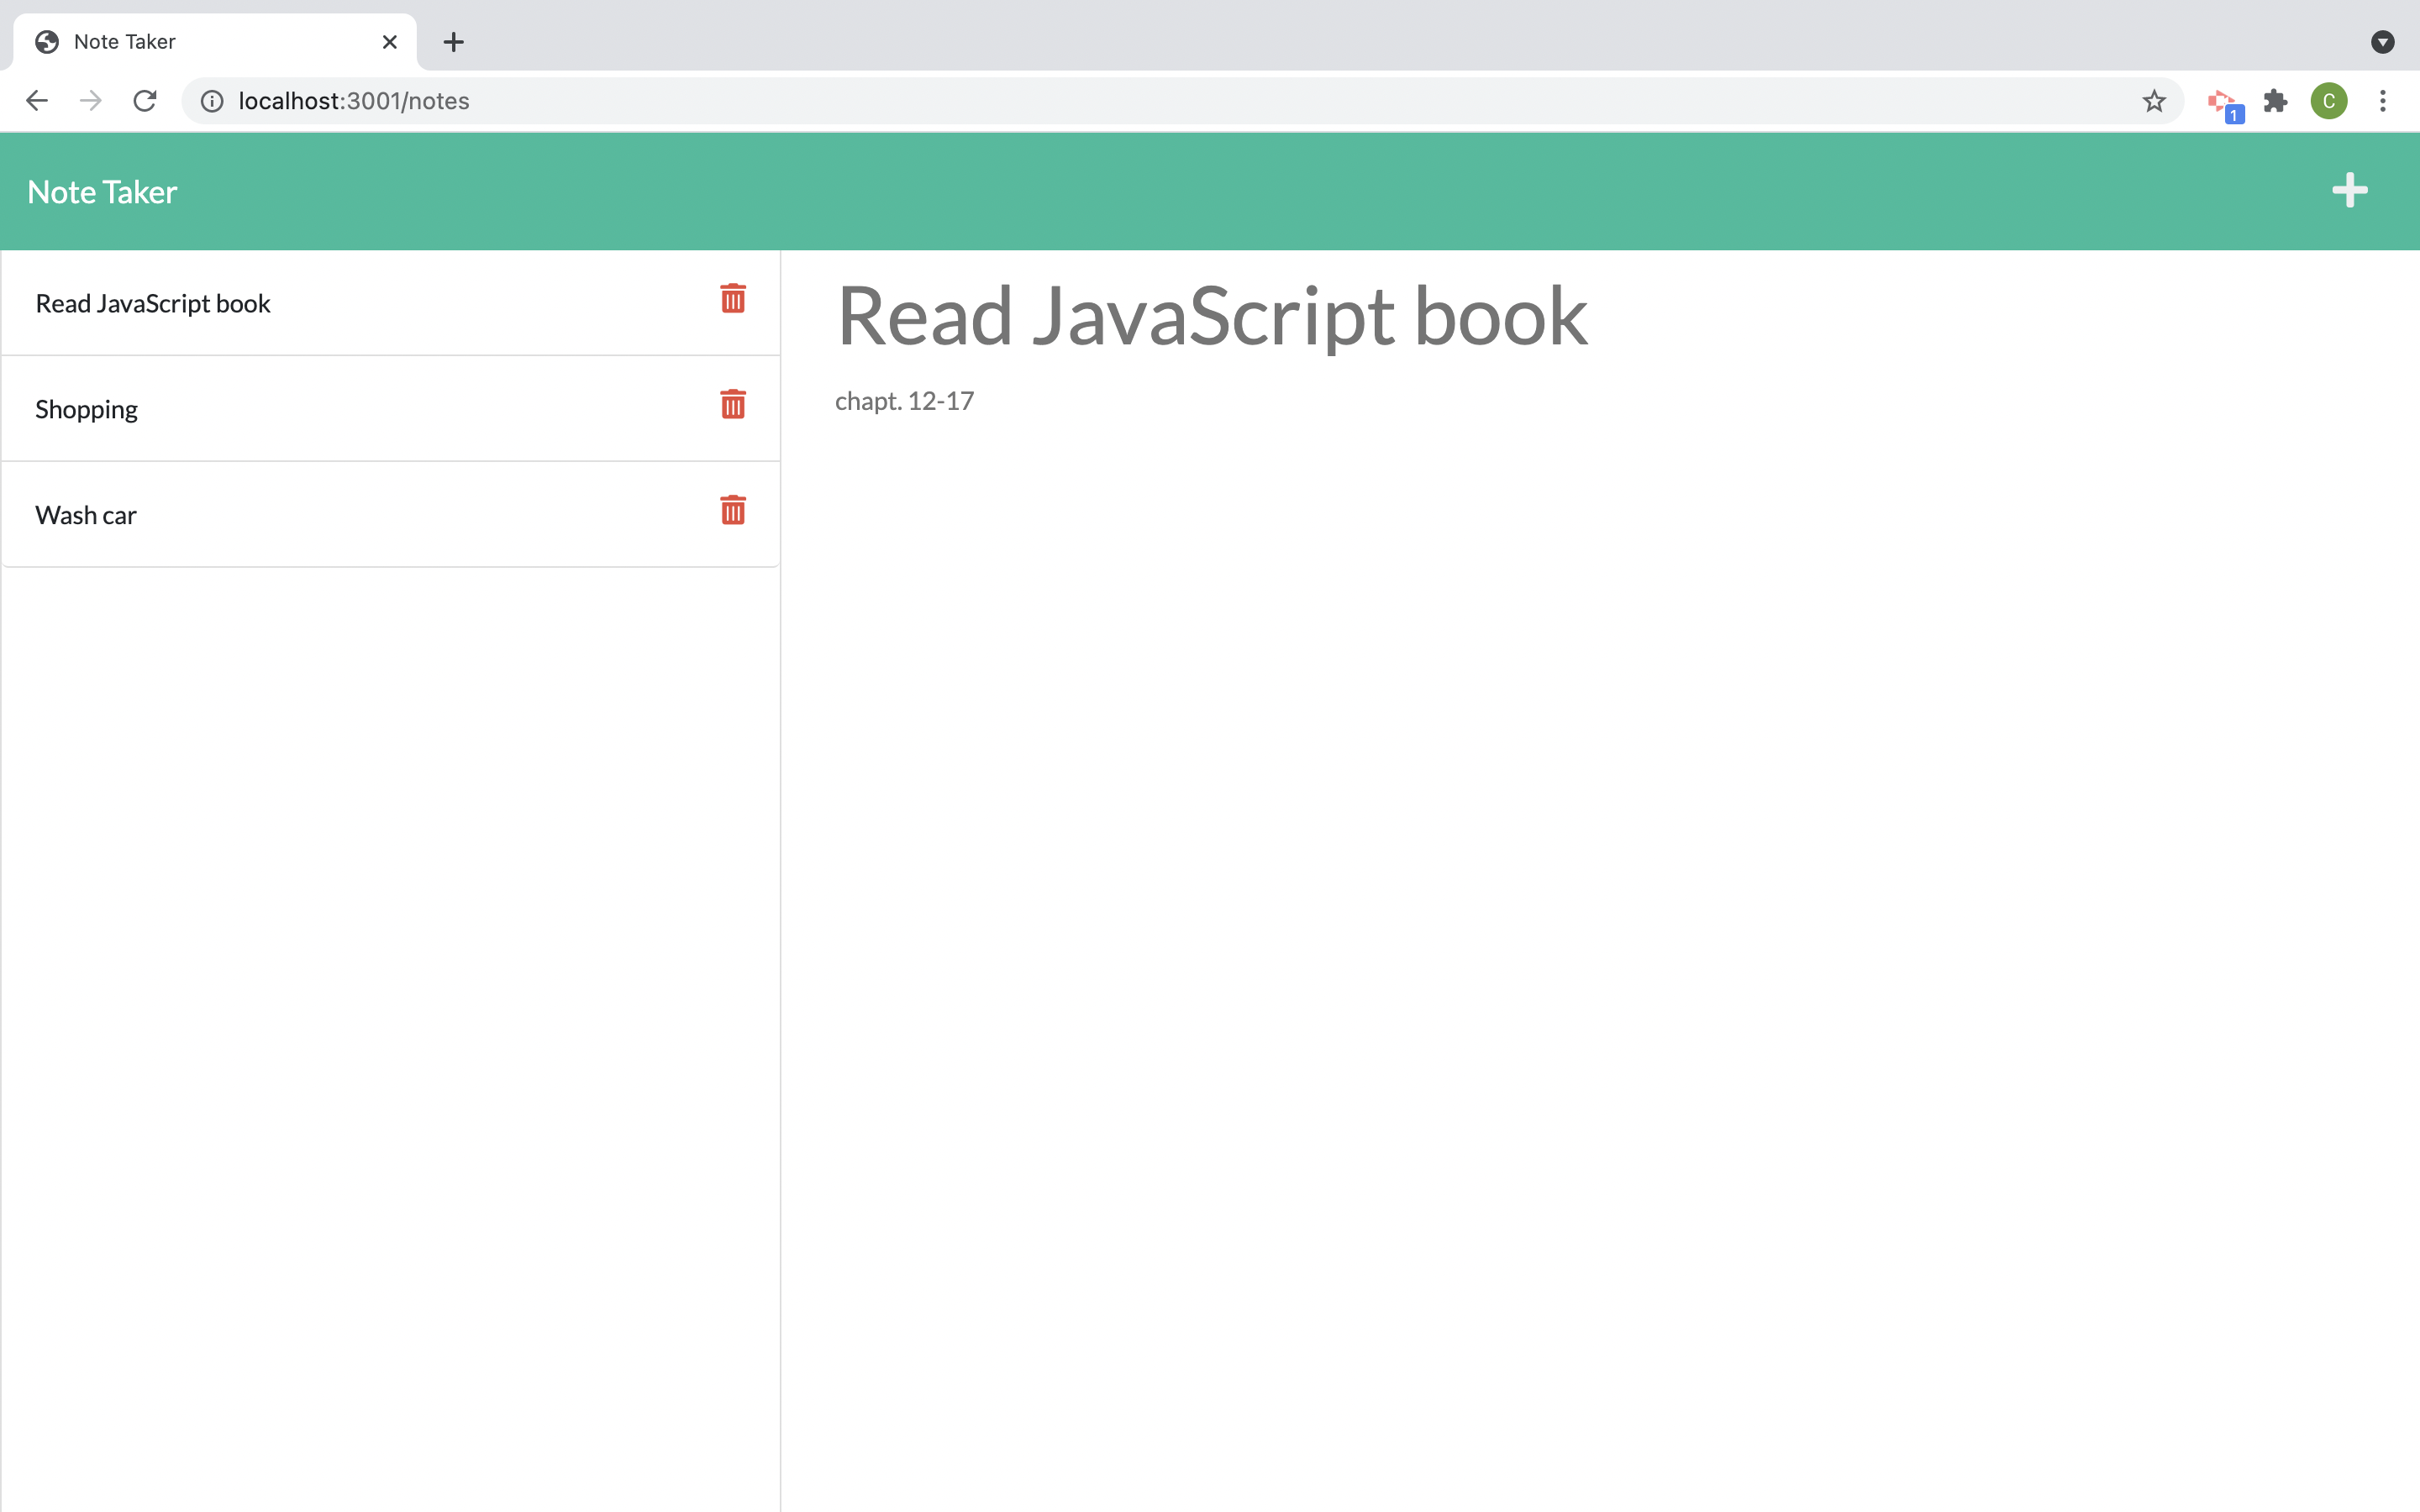 Note Taker
localhost:3001/notes
1
C
Note Taker
Read JavaScript book
Shopping
Wash car
Read JavaScript book
chapt. 12-17